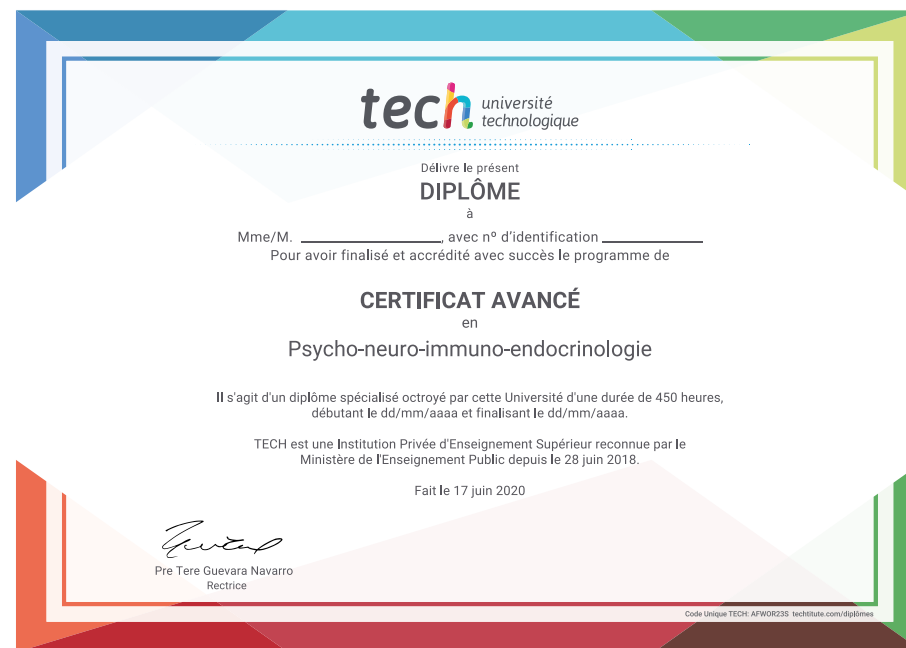 tech université
technologique
Délivre le présent
DIPLÔME
à
Mme/M. ____________________, avec nº d'identification ______________
Pour avoir finalisé et accrédité avec succès le programme de
CERTIFICAT AVANCÉ
en
Psycho-neuro-immuno-endocrinologie
Il s'agit d'un diplôme spécialisé octroyé par cette Université d'une durée de 450 heures,
débutant le dd/mm/aaaa et finalisant le dd/mm/aaaa.
TECH est une Institution Privée d'Enseignement Supérieur reconnue par le
Ministère de l'Enseignement Public depuis le 28 juin 2018.
Fait le 17 juin 2020
Pre Tere Guevara Navarro
Rectrice
Code Unique TECH: AFWOR23S techtitute.com/diplômes